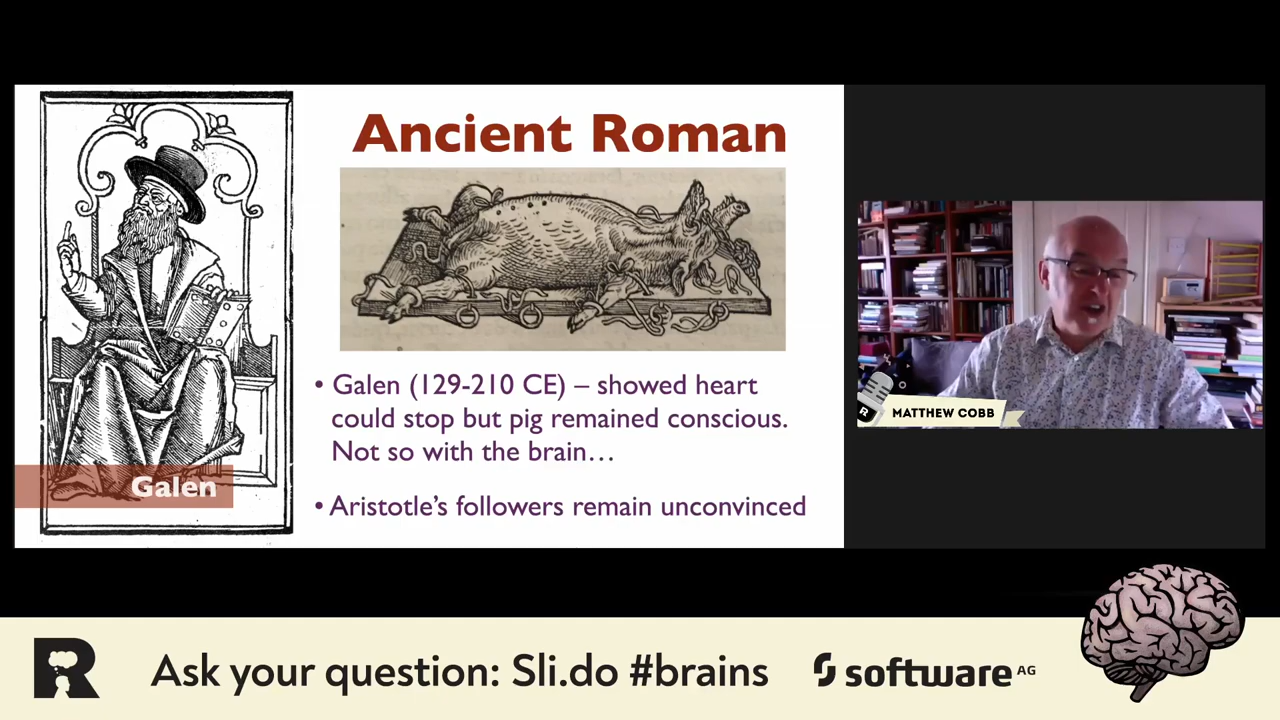 Ancient Roman
• Galen (129-210 CE) – showed heart
could stop but pig remained conscious.
Not so with the brain…
• Aristotle's followers remain unconvinced
Galen
R
MATTHEW COBB
R
Ask your question: Sli.do #brains
software AG